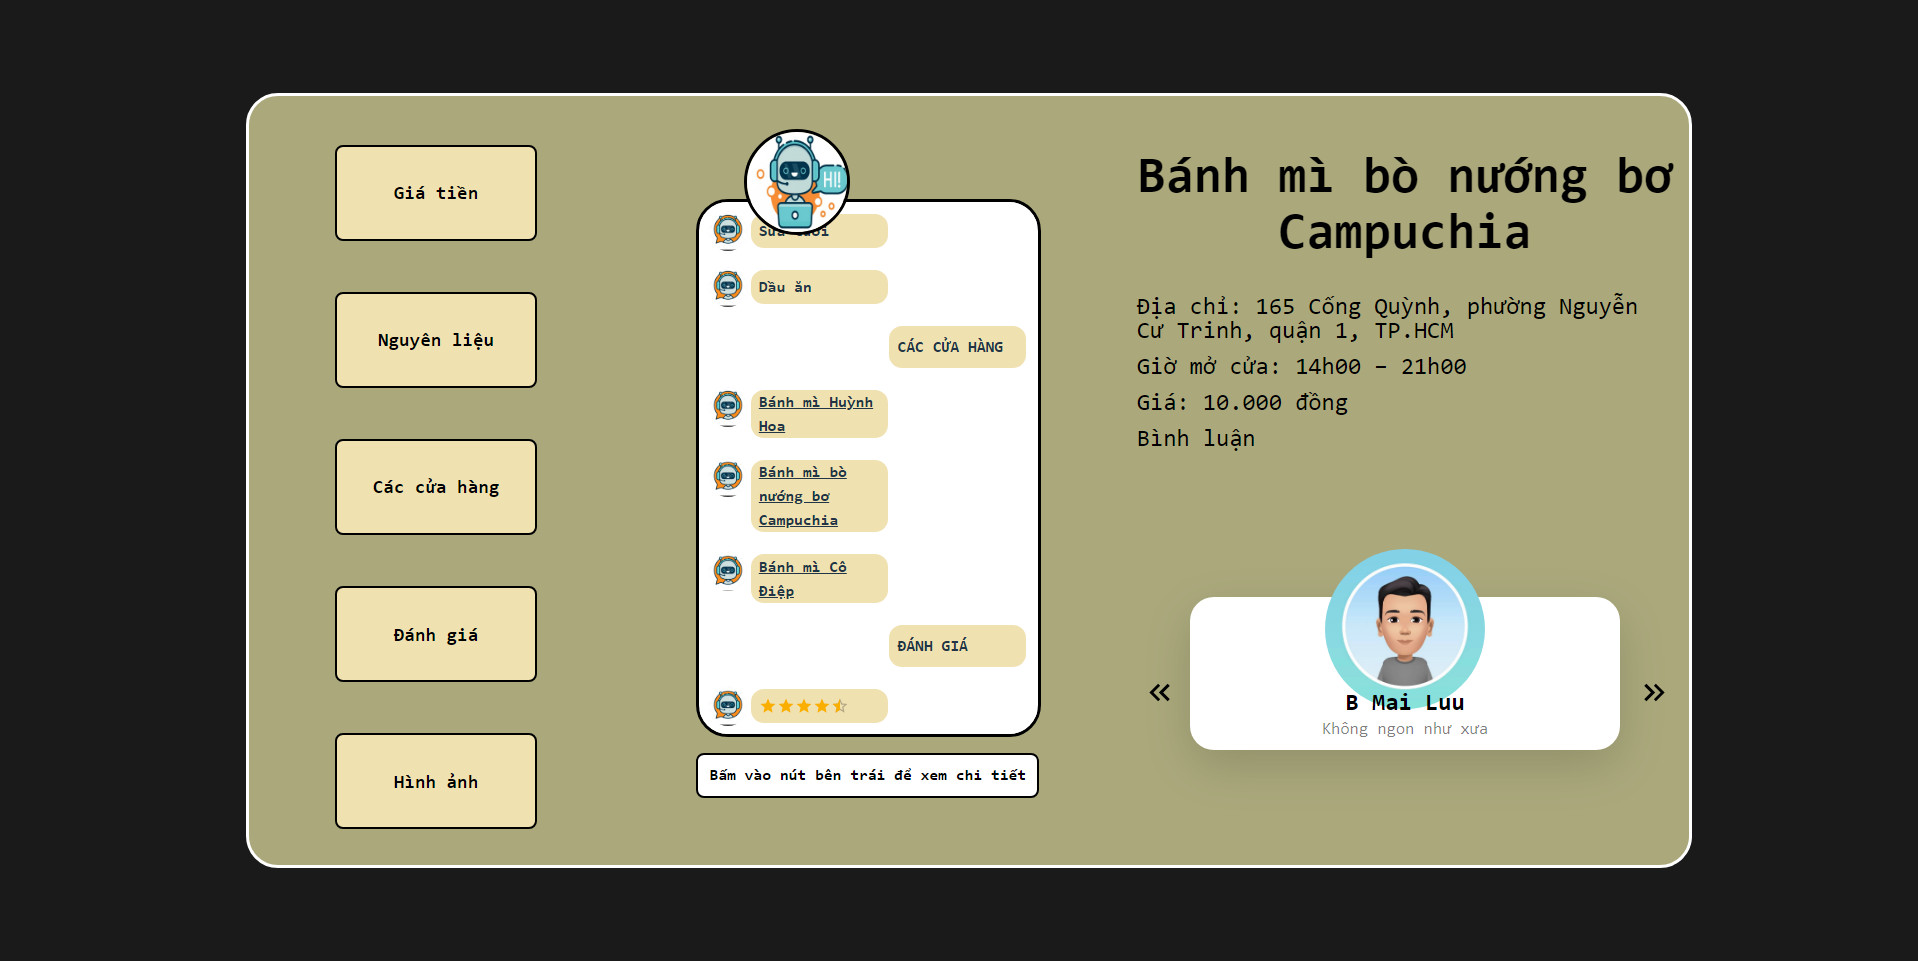 Giá tiền
Nguyên liệu
Các cửa hàng
Đánh giá
Hình ảnh
HI!
Dầu ăn
CÁC CỬA HÀNG
Bánh mì Huỳnh
Hoa
Bánh mì bò
nướng bơ
Campuchia
Bánh mì Cô
Điệp
ĐÁNH GIÁ
Bấm vào nút bên trái để xem chi tiết
Bánh mì bò nướng bơ
Campuchia
Địa chỉ: 165 Cống Quỳnh, phường Nguyễn
Cư Trinh, quận 1, TP.HCM
Giờ mở cửa: 14h00 – 21h00
Giá: 10.000 đồng
Bình luận
B Mai Luu
Không ngon như xưa